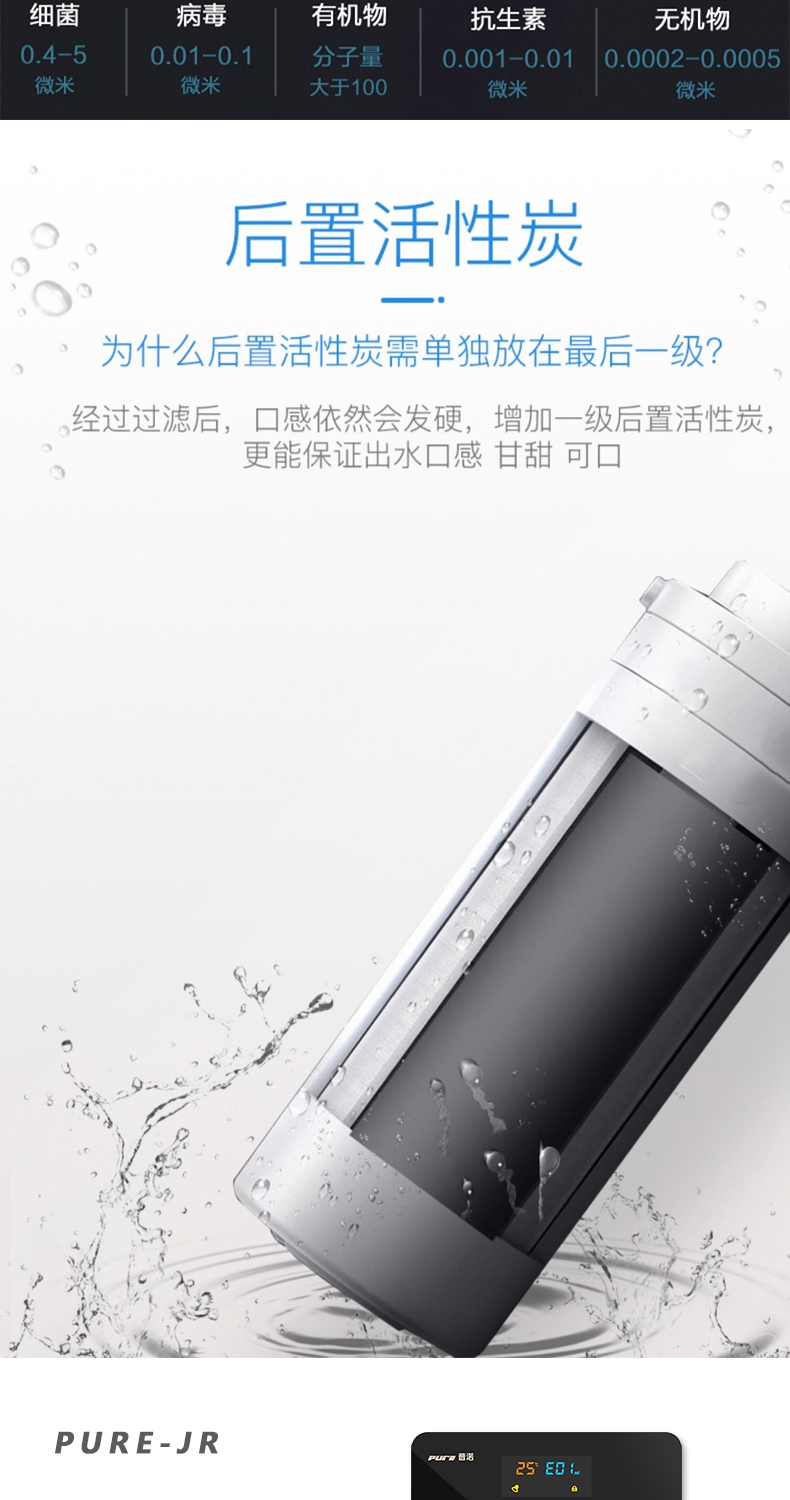 细菌 病毒 有机物 抗生素 无机物
0.4-5 0.01-0.1 分子量 0.001-0.01 0.0002-0.0005
微米 微米 大于100 微米 微米
后置活性炭
为什么后置活性炭需单独放在最后一级?
经过过滤后，口感依然会发硬，增加一级后置活性炭，
更能保证出水口感 甘甜 可口
PURE-JR
PURE 普诺
25 E01